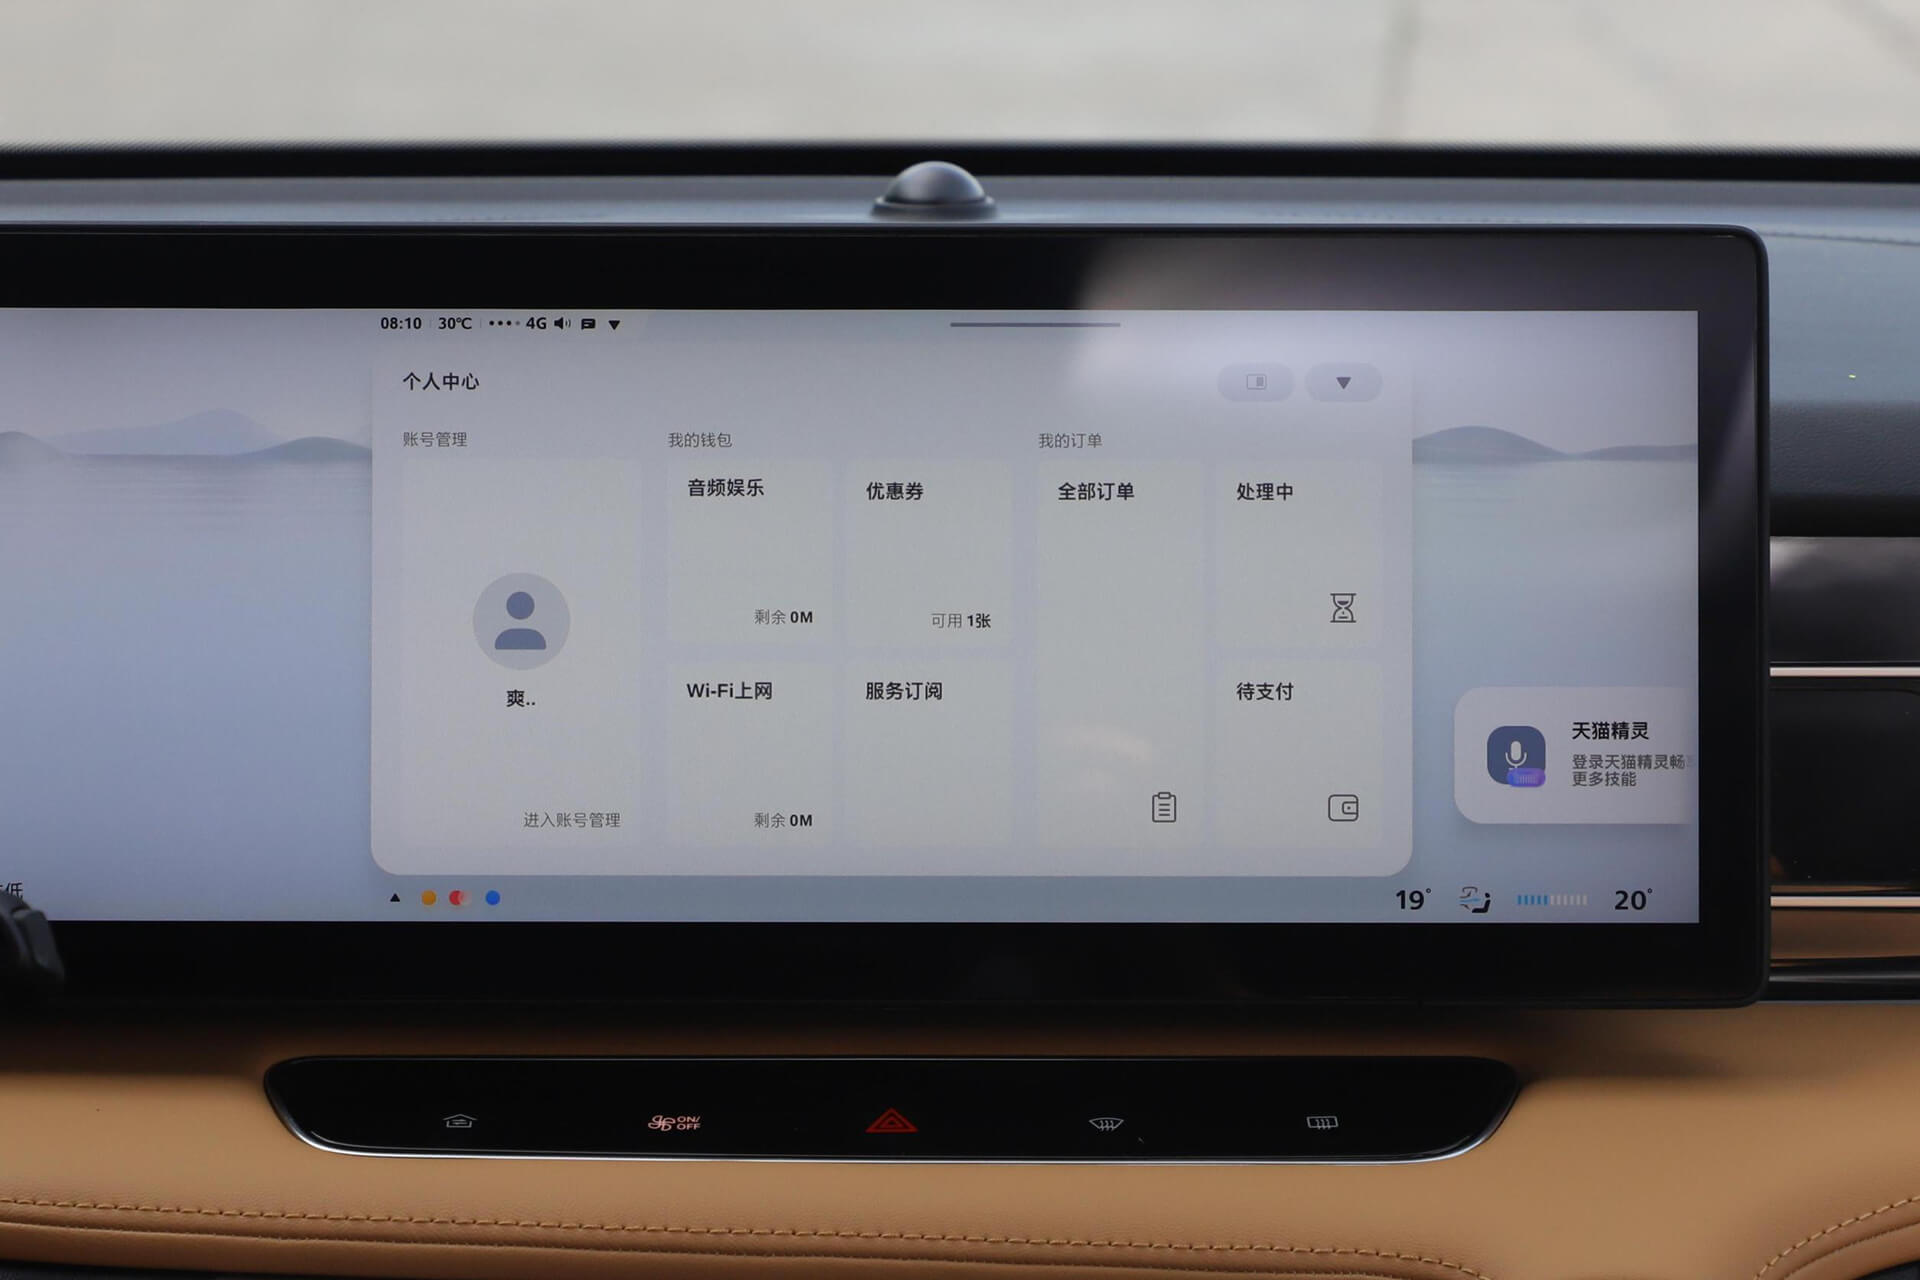 08:10 30℃ 4G
个人中心
账号管理
我的钱包
我的订单
音频娱乐
优惠券
全部订单
处理中
剩余 0M
可用 1张
爽..
Wi-Fi上网
服务订阅
待支付
进入账号管理
剩余 0M
天猫精灵
登录天猫精灵畅
更多技能
低
19°
20°
ON/
OFF